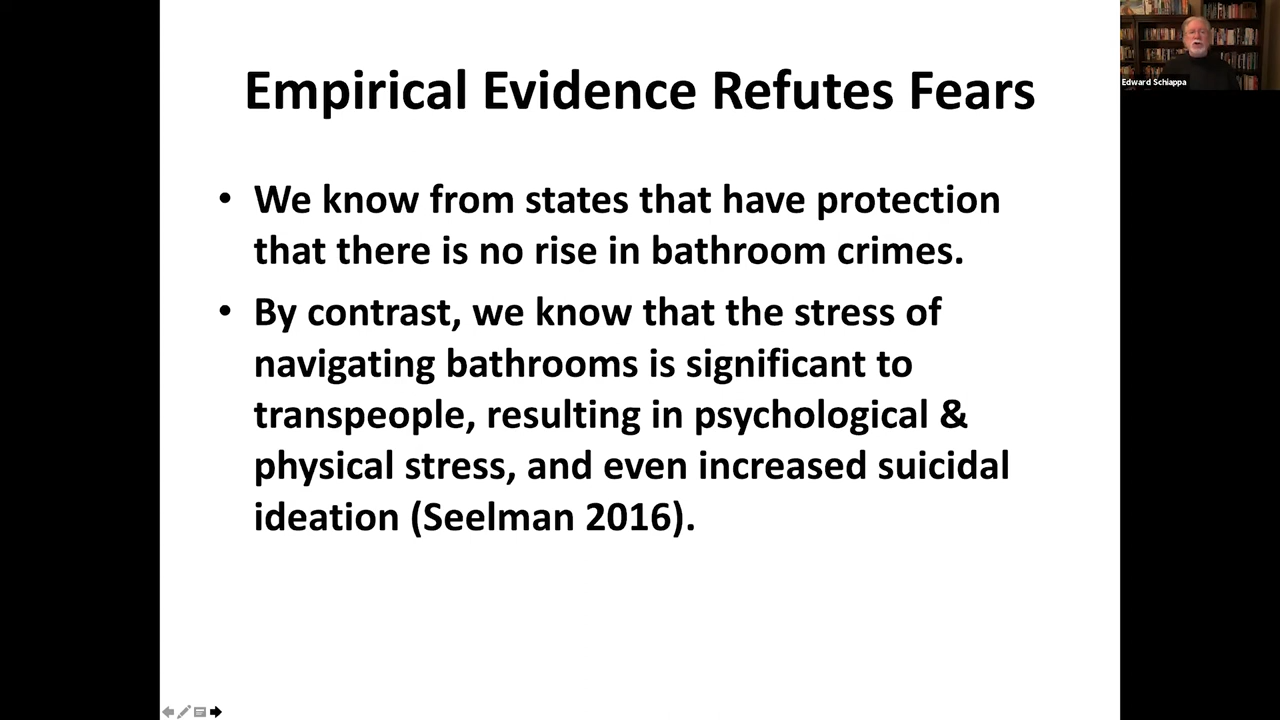 Empirical Evidence Refutes Fears
• We know from states that have protection
that there is no rise in bathroom crimes.
• By contrast, we know that the stress of
navigating bathrooms is significant to
transpeople, resulting in psychological &
physical stress, and even increased suicidal
ideation (Seelman 2016).
Edward Schiappa